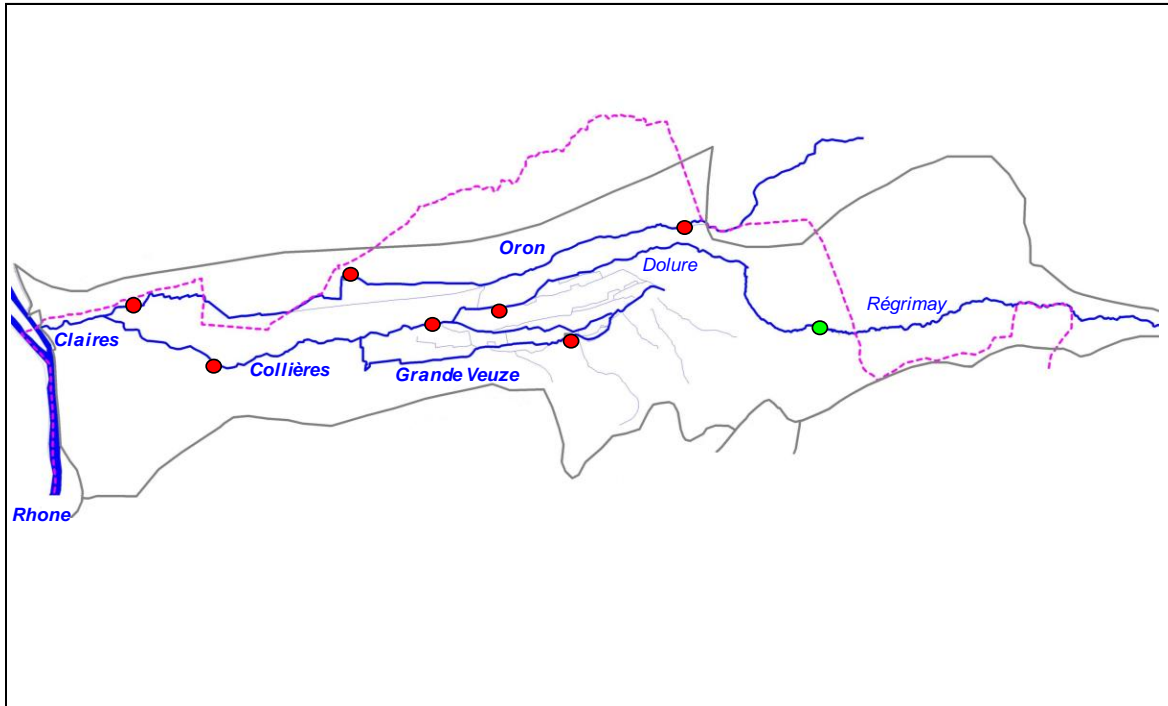 Oron
Dolure
Régrimay
Claires
Collières
Grande Veuze
Rhone